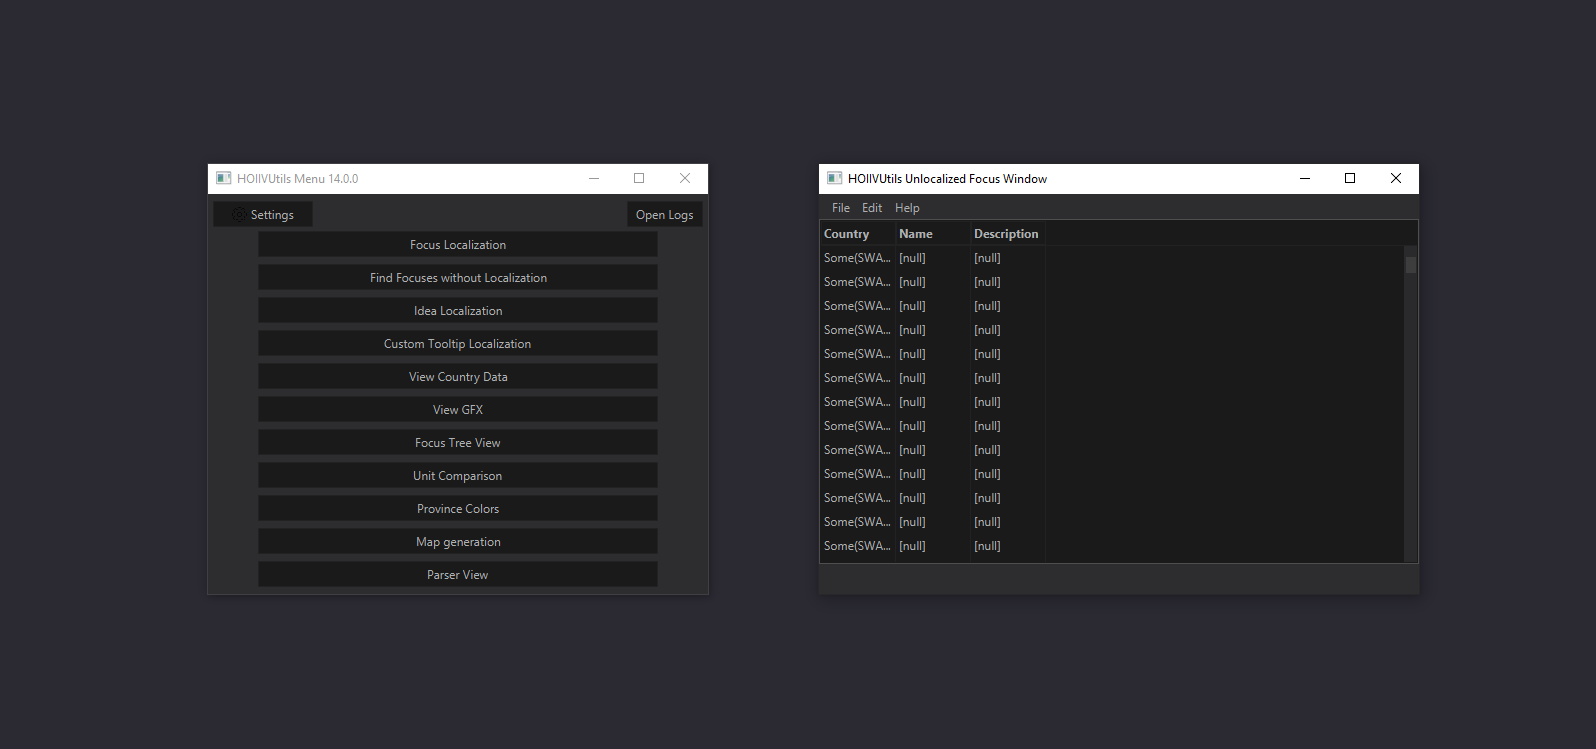 HOIIVUtils Menu 14.0.0
Settings
Open Logs
Focus Localization
Find Focuses without Localization
Idea Localization
Custom Tooltip Localization
View Country Data
View GFX
Focus Tree View
Unit Comparison
Province Colors
Map generation
Parser View
HOIIVUtils Unlocalized Focus Window
File Edit Help
Country Name Description
Some(SWA... [null] [null]
Some(SWA... [null] [null]
Some(SWA... [null] [null]
Some(SWA... [null] [null]
Some(SWA... [null] [null]
Some(SWA... [null] [null]
Some(SWA... [null] [null]
Some(SWA... [null] [null]
Some(SWA... [null] [null]
Some(SWA... [null] [null]
Some(SWA... [null] [null]
Some(SWA... [null] [null]
Some(SWA... [null] [null]